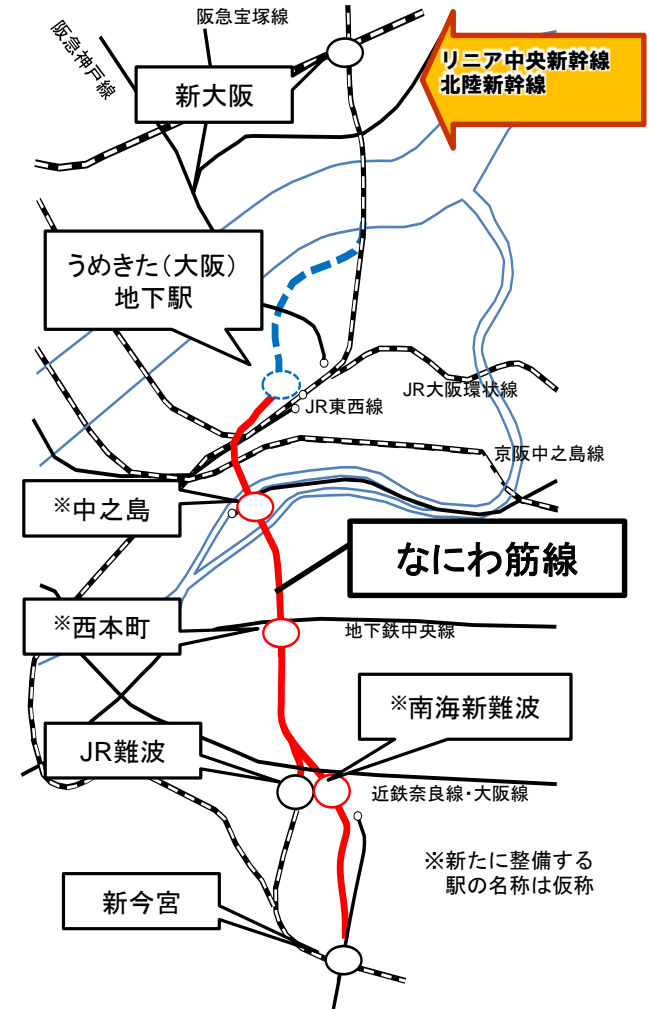 阪急宝塚線
阪急神戸線
リニア中央新幹線
北陸新幹線
新大阪
うめきた(大阪)
地下駅
JR大阪環状線
JR東西線
京阪中之島線
※中之島
なにわ筋線
※西本町
地下鉄中央線
※南海新難波
JR難波
近鉄奈良線・大阪線
※新たに整備する
駅の名称は仮称
新今宮